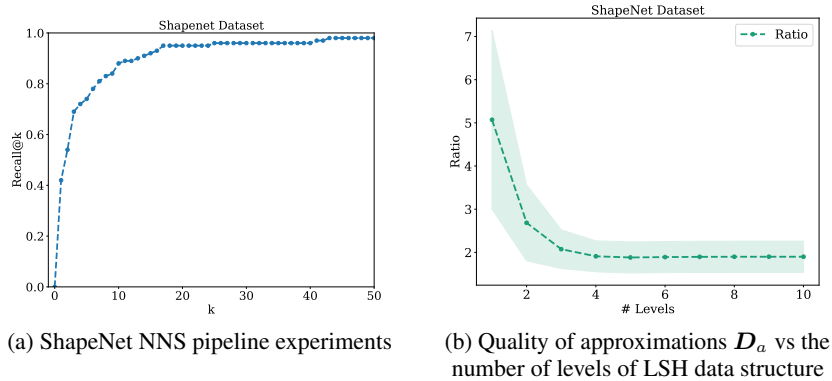 Shapenet Dataset
1.0
0.8
0.6
0.4
0.2
0.0
Recall@k
0 10 20 30 40 50
k
(a) ShapeNet NNS pipeline experiments
ShapeNet Dataset
Ratio
7
6
5
4
3
2
Ratio
2 4 6 8 10
# Levels
(b) Quality of approximations D_a vs the
number of levels of LSH data structure